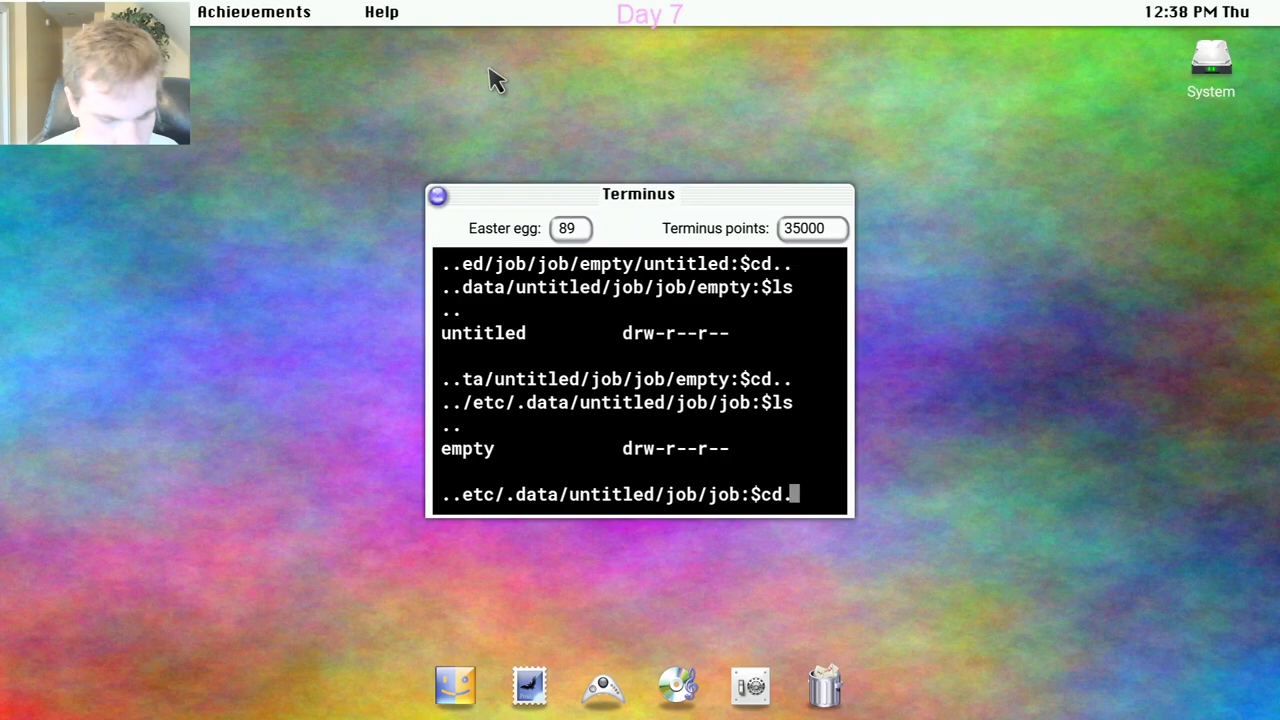 Achievements Help Day 7 12:38 PM Thu
System
Terminus
Easter egg: 89 Terminus points: 35000
..ed/job/job/empty/untitled:$cd..
..data/untitled/job/job/empty:$ls
..
untitled drw-r--r--
..ta/untitled/job/job/empty:$cd..
../etc/.data/untitled/job/job:$ls
..
empty drw-r--r--
..etc/.data/untitled/job/job:$cd.